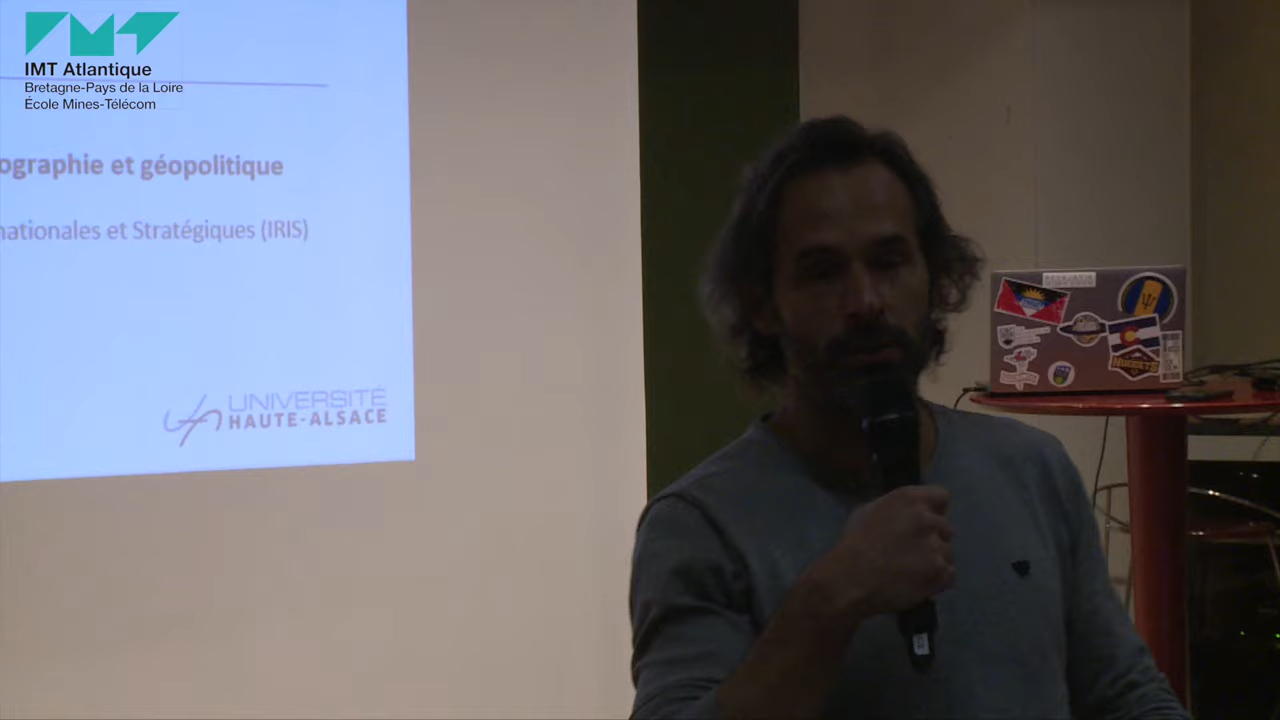 IMT Atlantique
Bretagne-Pays de la Loire
École Mines-Télécom
ographie et géopolitique
nationales et Stratégiques (IRIS)
UNIVERSITÉ
HAUTE-ALSACE
NUGGETS